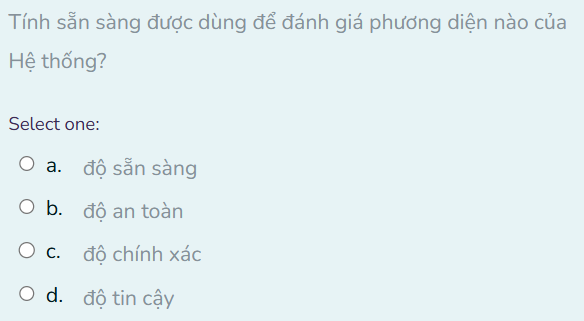 Tính sẵn sàng được dùng để đánh giá phương diện nào của
Hệ thống?
Select one:
a. độ sẵn sàng
b. độ an toàn
c. độ chính xác
d. độ tin cậy